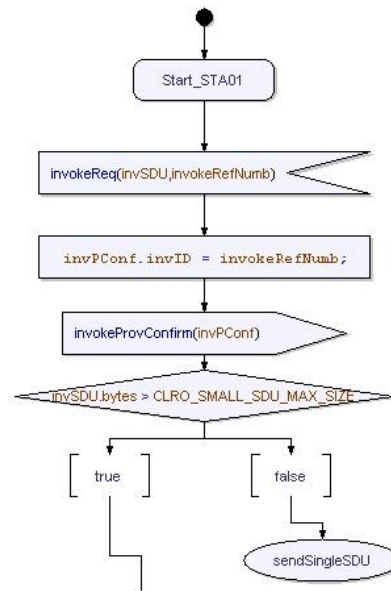 Start_STA01
invokeReq(invSDU,invokeRefNumb)
invPConf.invID = invokeRefNumb;
invokeProvConfirm(invPConf)
invSDU.bytes > CLRO_SMALL_SDU_MAX_SIZE
true
false
sendSingleSDU